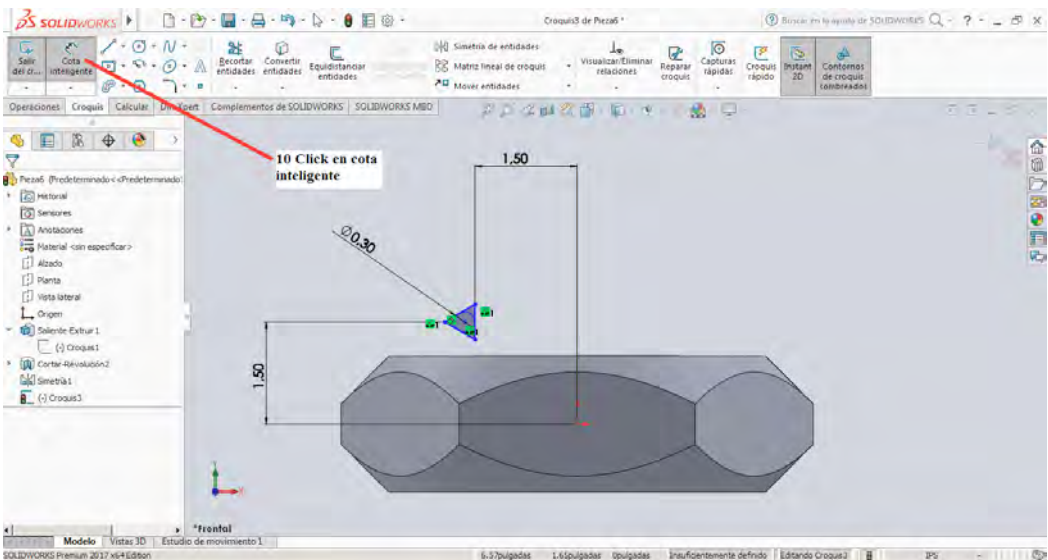 SOLIDWORKS
Croquis3 de Pieza6 *
Buscar en la ayuda de SOLIDWORKS
Salir del cr...
Cota inteligente
Recortar entidades
Convertir entidades
Equidistanciar entidades
Simetría de entidades
Matriz lineal de croquis
Mover entidades
Visualizar/Eliminar relaciones
Reparar croquis
Capturas rápidas
Croquis rápido
Instant 2D
Contornos de croquis sombreados
Operaciones
Croquis
Calcular
DimXpert
Complementos de SOLIDWORKS
SOLIDWORKS MBD
10 Click en cota
inteligente
Pieza6 (Predeterminado<<Predeterminado
Historial
Sensores
Anotaciones
Material <sin especificar>
Alzado
Planta
Vista lateral
Origen
Saliente-Extruir1
(-) Croquis1
Cortar-Revolución2
Simetría1
(-) Croquis3
1,50
Ø0,30
1,50
Y
X
*Frontal
Modelo
Vistas 3D
Estudio de movimiento 1
SOLIDWORKS Premium 2017 x64 Edition
6.57pulgadas
1.65pulgadas
0pulgadas
Insuficientemente definido
Editando Croquis3
IPS